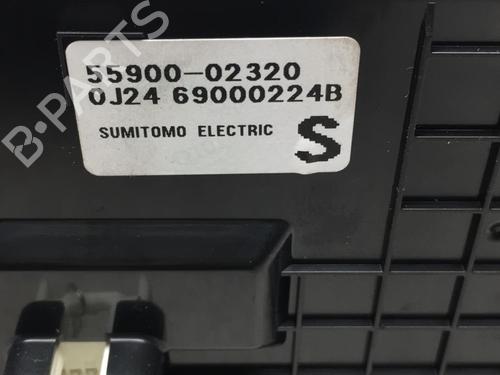 55900-02320
0J24 69000224B
SUMITOMO ELECTRIC
S
B-PARTS